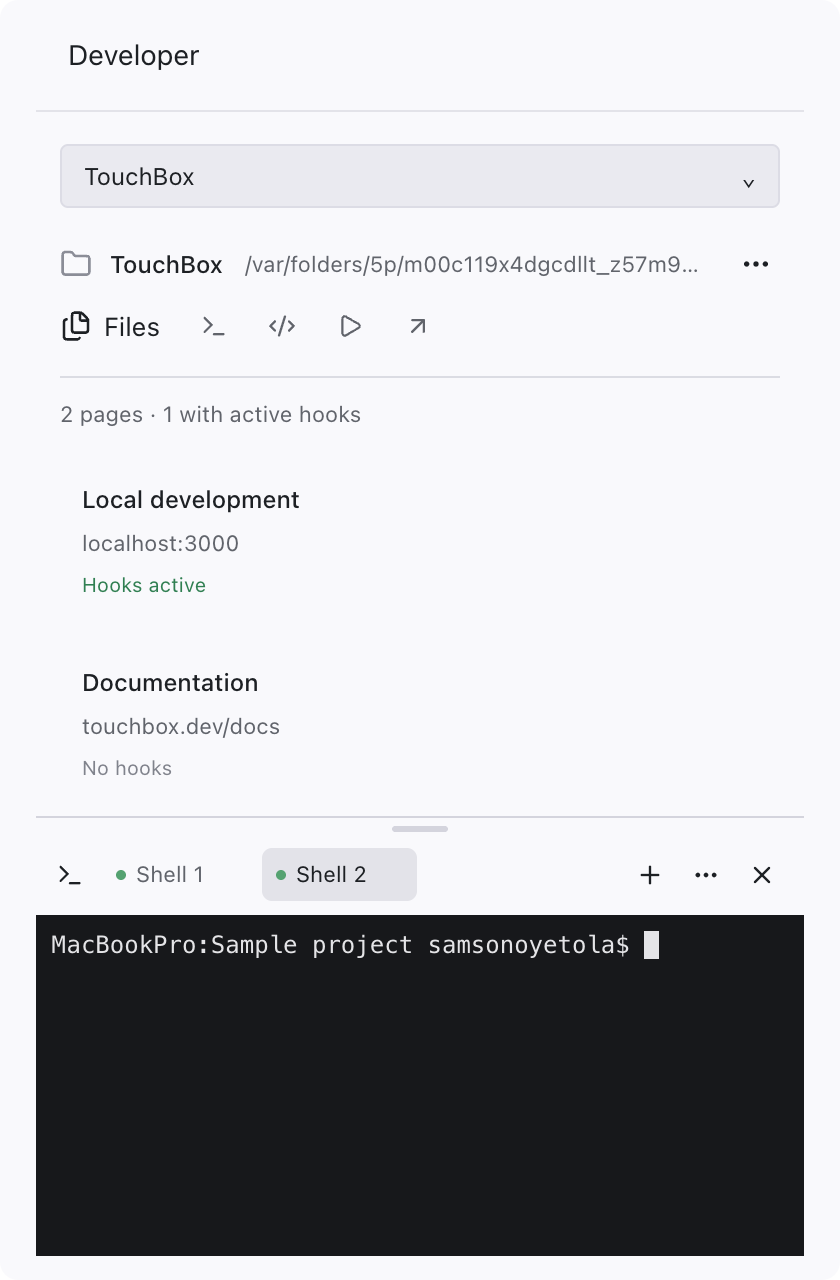 Developer
TouchBox
TouchBox /var/folders/5p/m00c119x4dgcdllt_z57m9...
Files
2 pages · 1 with active hooks
Local development
localhost:3000
Hooks active
Documentation
touchbox.dev/docs
No hooks
Shell 1 Shell 2
MacBookPro:Sample project samsonoyetola$